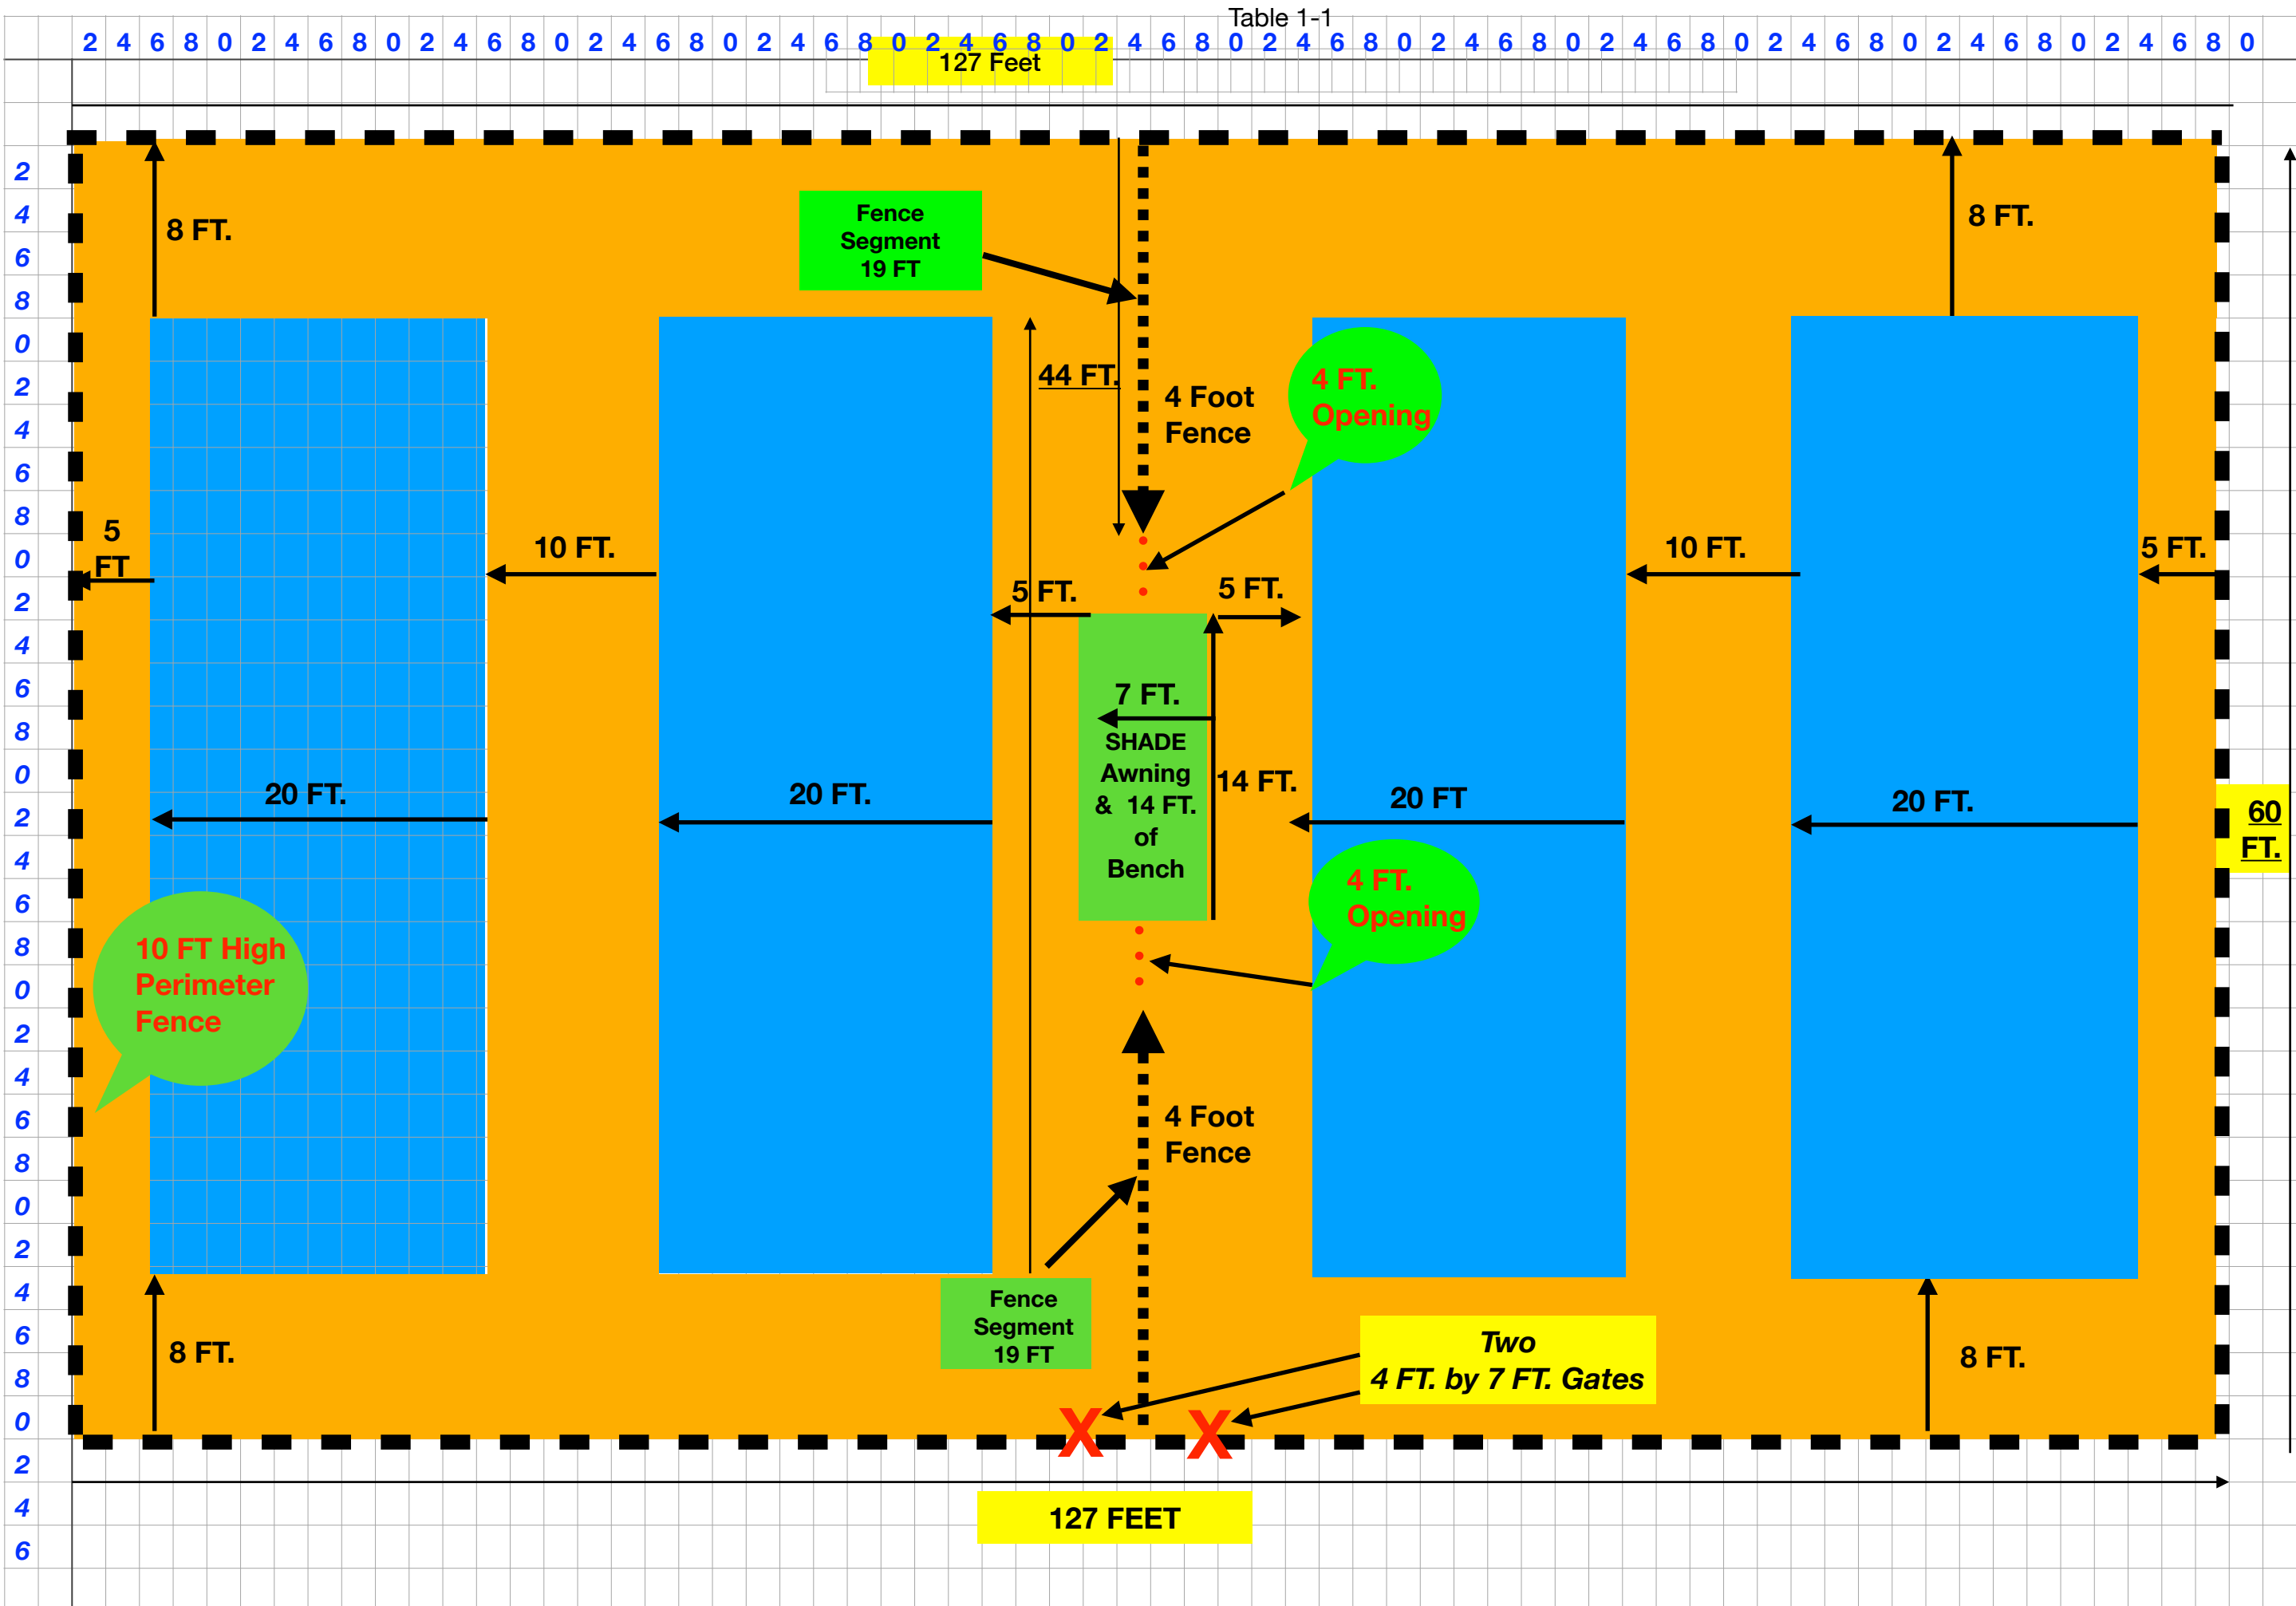 Table 1-1
2 4 6 8 0 2 4 6 8 0 2 4 6 8 0 2 4 6 8 0 2 4 6 8 0 2 4 6 8 0 2 4 6 8 0 2 4 6 8 0 2 4 6 8 0 2 4 6 8 0 2 4 6 8 0 2 4 6 8 0 2 4 6 8 0
127 Feet
2
4
6
8
0
2
4
6
8
0
2
4
6
8
0
2
4
6
8
0
2
4
6
8
0
2
4
6
8
0
2
4
6
8 FT.
Fence
Segment
19 FT
8 FT.
44 FT.
4 Foot
Fence
4 FT.
Opening
5
FT
10 FT.
5 FT.
5 FT.
10 FT.
5 FT.
7 FT.
SHADE
Awning
& 14 FT.
of
Bench
14 FT.
20 FT.
20 FT.
20 FT
20 FT.
60
FT.
4 FT.
Opening
10 FT High
Perimeter
Fence
4 Foot
Fence
Fence
Segment
19 FT
8 FT.
Two
4 FT. by 7 FT. Gates
8 FT.
X X
127 FEET